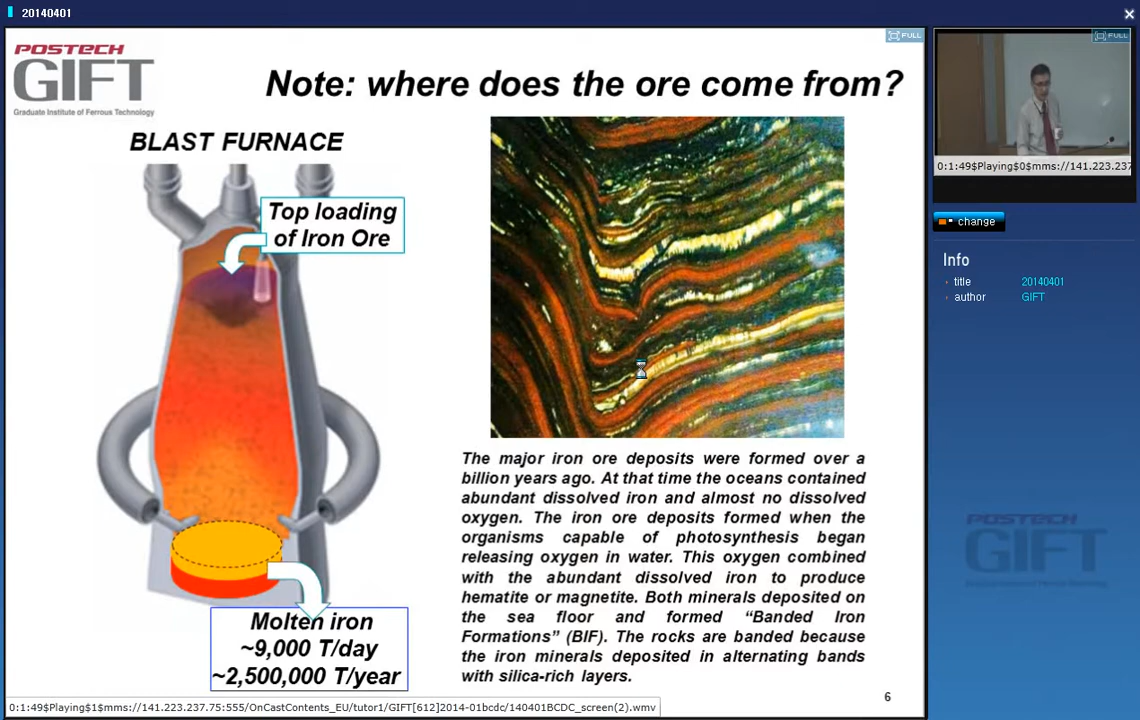 20140401
POSTECH
GIFT
Graduate Institute of Ferrous Technology
FULL
Note: where does the ore come from?
BLAST FURNACE
Top loading
of Iron Ore
Molten iron
~9,000 T/day
~2,500,000 T/year
The major iron ore deposits were formed over a
billion years ago. At that time the oceans contained
abundant dissolved iron and almost no dissolved
oxygen. The iron ore deposits formed when the
organisms capable of photosynthesis began
releasing oxygen in water. This oxygen combined
with the abundant dissolved iron to produce
hematite or magnetite. Both minerals deposited on
the sea floor and formed “Banded Iron
Formations” (BIF). The rocks are banded because
the iron minerals deposited in alternating bands
with silica-rich layers.
6
0:1:49$Playing$1$mms://141.223.237.75:555/OnCastContents_EU/tutor1/GIFT[612]2014-01bcdc/140401BCDC_screen(2).wmv
FULL
0:1:49$Playing$0$mms://141.223.237
change
Info
title 20140401
author GIFT
POSTECH
GIFT